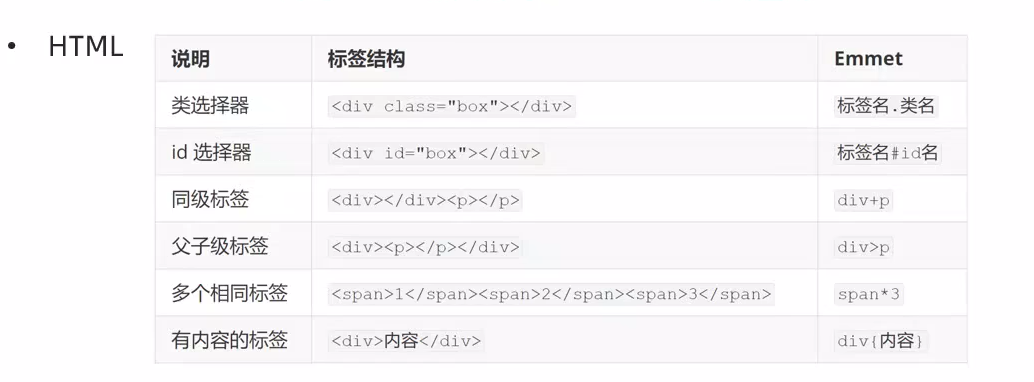 • HTML
说明 标签结构 Emmet
类选择器 <div class="box"></div> 标签名.类名
id 选择器 <div id="box"></div> 标签名#id名
同级标签 <div></div><p></p> div+p
父子级标签 <div><p></p></div> div>p
多个相同标签 <span>1</span><span>2</span><span>3</span> span*3
有内容的标签 <div>内容</div> div{内容}